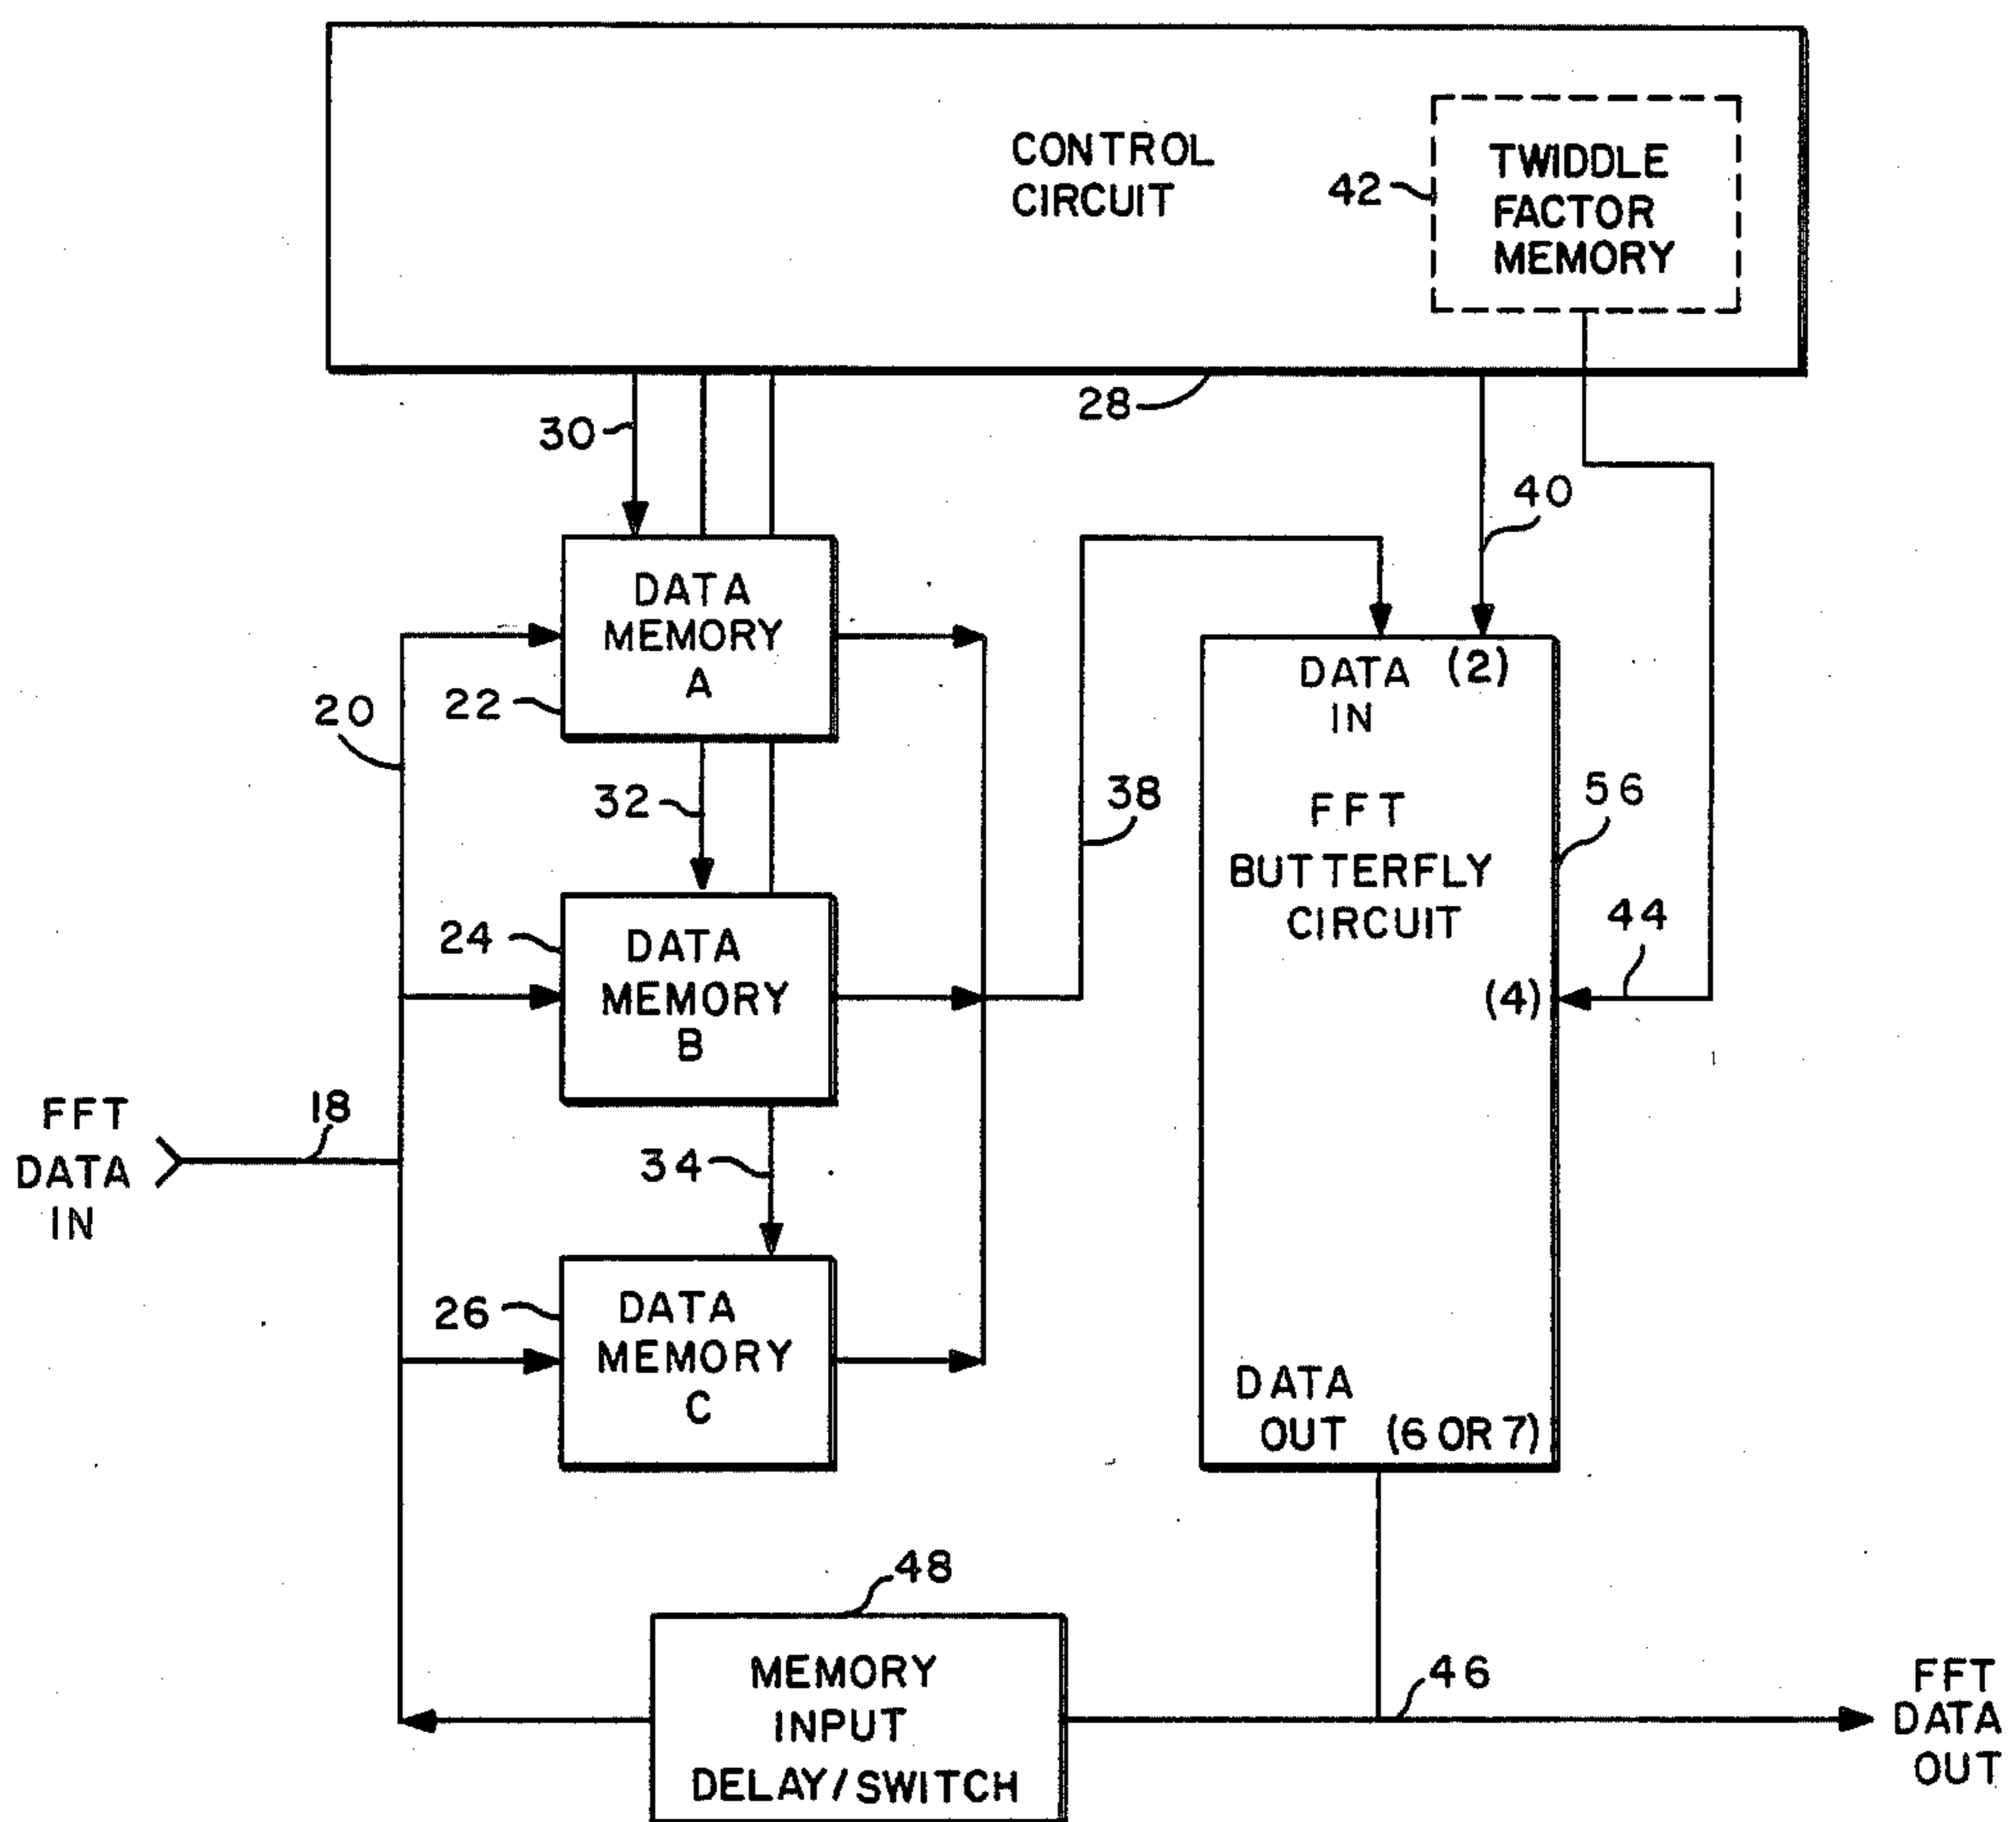 CONTROL
CIRCUIT
42
TWIDDLE
FACTOR
MEMORY
28
30
40
DATA
MEMORY
A
22
20
32
38
DATA (2)
IN
FFT
BUTTERFLY
CIRCUIT
56
44
(4)
24
DATA
MEMORY
B
FFT
DATA
IN
18
34
26
DATA
MEMORY
C
DATA
OUT (6 OR 7)
48
MEMORY
INPUT
DELAY/SWITCH
46
FFT
DATA
OUT